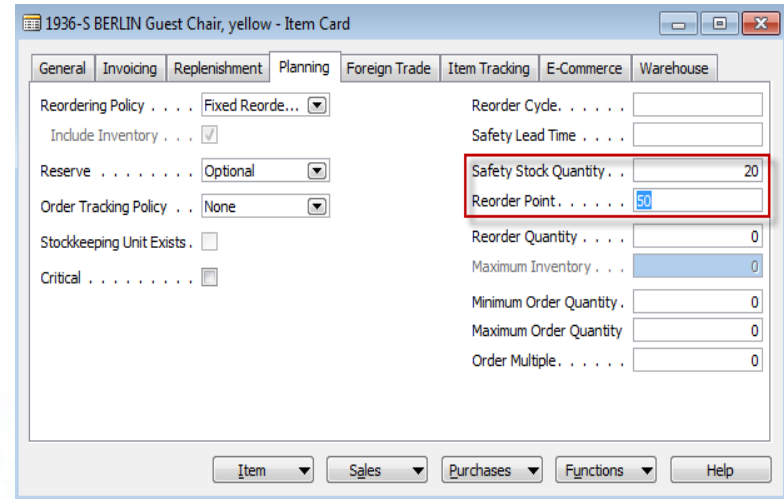 1936-S BERLIN Guest Chair, yellow - Item Card
General Invoicing Replenishment Planning Foreign Trade Item Tracking E-Commerce Warehouse
Reordering Policy . . . . Fixed Reorde...
Include Inventory . . .
Reserve . . . . . . . . Optional
Order Tracking Policy . . None
Stockkeeping Unit Exists .
Critical . . . . . . . . .
Reorder Cycle. . . . . .
Safety Lead Time . . . .
Safety Stock Quantity . . 20
Reorder Point. . . . . . 50
Reorder Quantity . . . . 0
Maximum Inventory . . . 0
Minimum Order Quantity . 0
Maximum Order Quantity 0
Order Multiple. . . . . . 0
Item Sales Purchases Functions Help